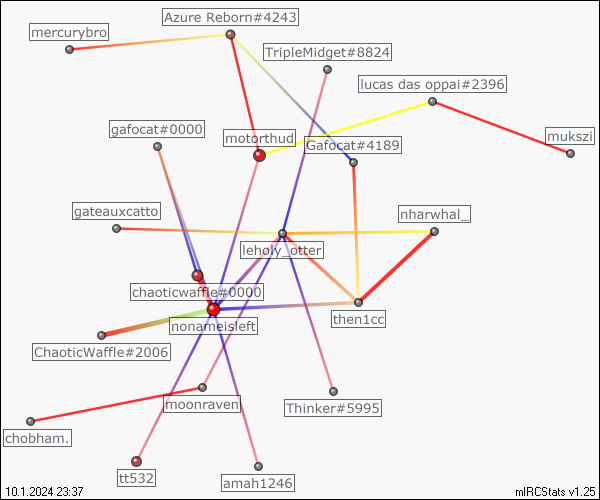 Azure Reborn#4243
mercurybro
TripleMidget#8824
lucas das oppai#2396
gafocat#0000
motorthud
mukszi
Gafocat#4189
gateauxcatto
nharwhal_
leholy_otter
chaoticwaffle#0000
nonameisleft
then1cc
ChaoticWaffle#2006
moonraven
Thinker#5995
chobham.
tt532
amah1246
10.1.2024 23:37
mIRCStats v1.25